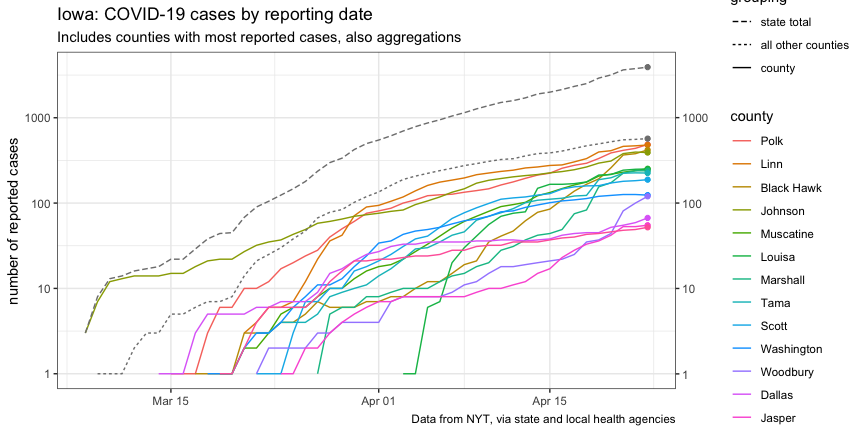 Iowa: COVID-19 cases by reporting date
Includes counties with most reported cases, also aggregations
number of reported cases
1000
100
10
1
1000
100
10
1
Mar 15
Apr 01
Apr 15
Data from NYT, via state and local health agencies
grouping
state total
all other counties
county
county
Polk
Linn
Black Hawk
Johnson
Muscatine
Louisa
Marshall
Tama
Scott
Washington
Woodbury
Dallas
Jasper